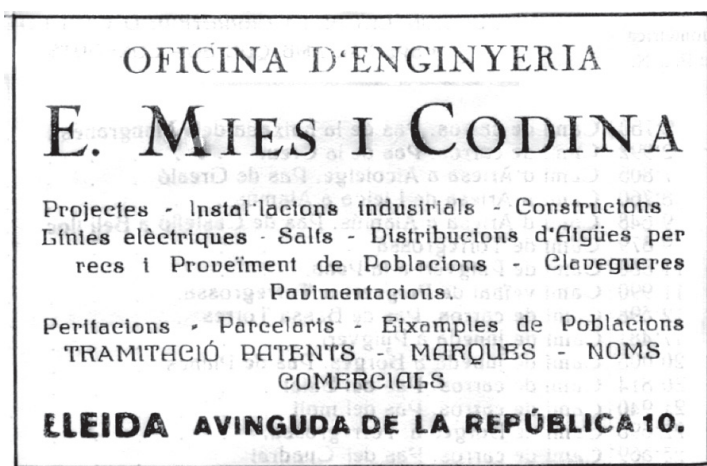 OFICINA D'ENGINYERIA
E. MIES I CODINA
Projectes - Instal·lacions industrials - Construcions
Línies elèctriques - Salts - Distribucions d'Aigües per
recs i Proveïment de Poblacions - Clavegueres
Pavimentacions.
Peritacions - Parcelaris - Eixamples de Poblacions
TRAMITACIÓ PATENTS - MARQUES - NOMS
COMERCIALS
LLEIDA AVINGUDA DE LA REPÚBLICA 10.